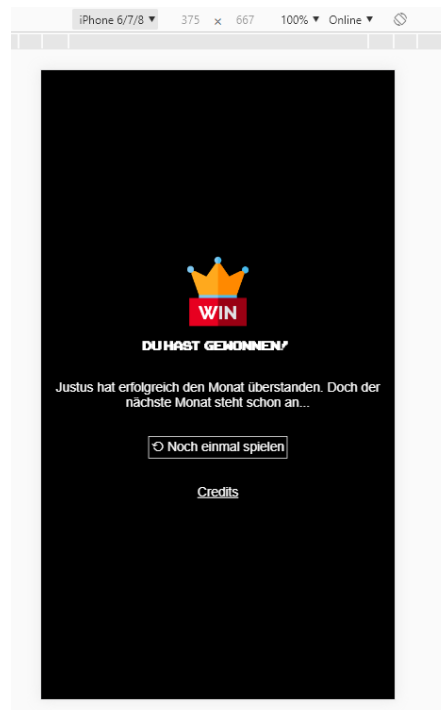 iPhone 6/7/8 ▼ 375 x 667 100% ▼ Online ▼
WIN
DU HAST GEWONNEN!
Justus hat erfolgreich den Monat überstanden. Doch der
nächste Monat steht schon an...
Noch einmal spielen
Credits